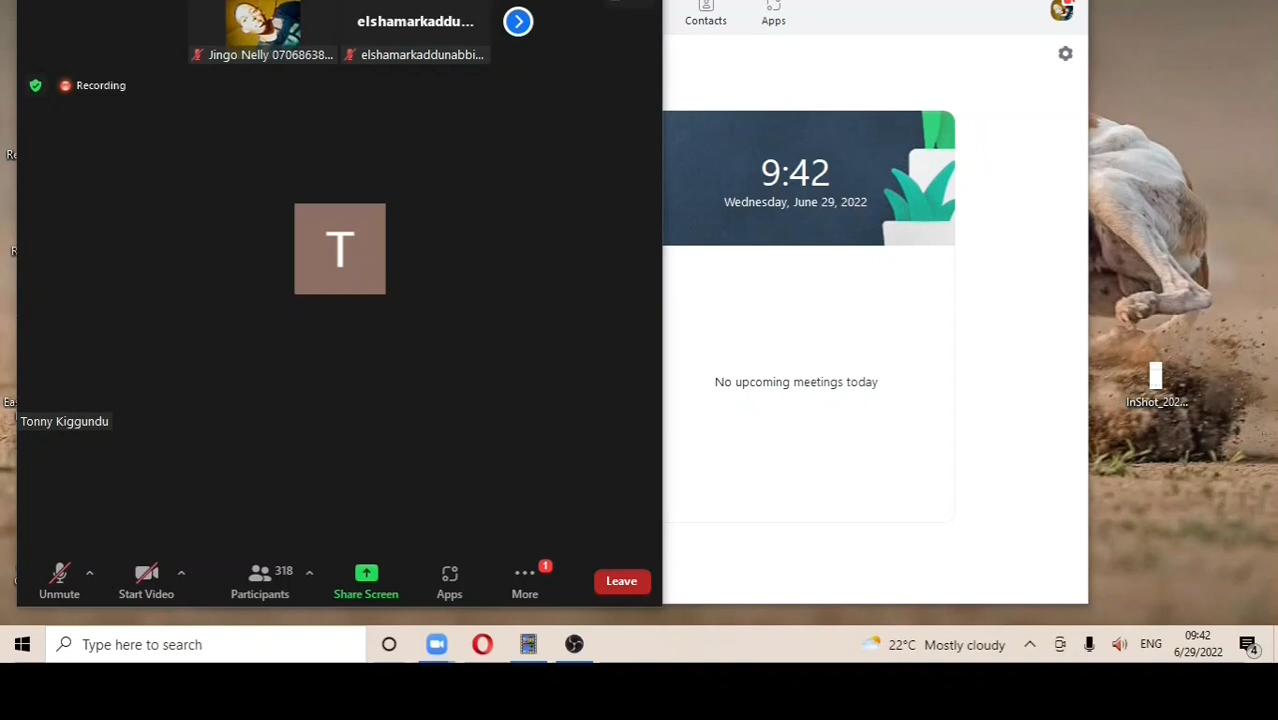 elshamarkaddu...
Contacts
Apps
Jingo Nelly 07068638...
elshamarkaddunabbi...
Recording
9:42
Wednesday, June 29, 2022
T
No upcoming meetings today
InShot_202...
Tonny Kiggundu
318
1
Unmute
Start Video
Participants
Share Screen
Apps
More
Leave
Type here to search
22°C Mostly cloudy
ENG
09:42
6/29/2022
4